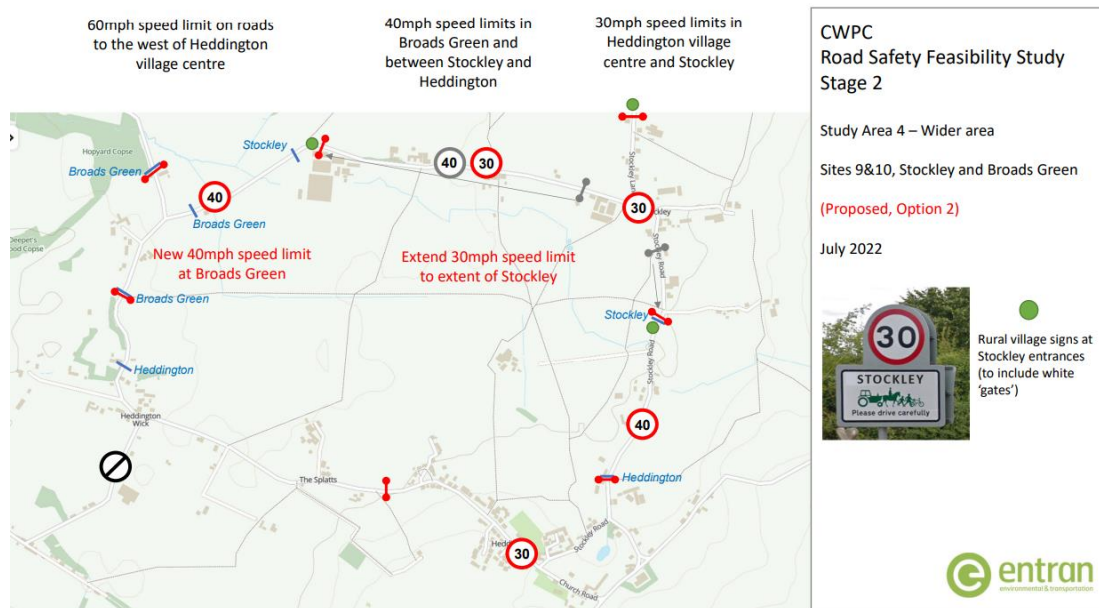 60mph speed limit on roads
to the west of Heddington
village centre
40mph speed limits in
Broads Green and
between Stockley and
Heddington
30mph speed limits in
Heddington village
centre and Stockley
CWPC
Road Safety Feasibility Study
Stage 2
Study Area 4 – Wider area
Sites 9&10, Stockley and Broads Green
(Proposed, Option 2)
July 2022
30
STOCKLEY
Please drive carefully
Rural village signs at
Stockley entrances
(to include white
'gates')
Hopyard Copse
Broads Green
Stockley
40
30
40
Broads Green
Stockley Lane
30
New 40mph speed limit
at Broads Green
Extend 30mph speed limit
to extent of Stockley
Stockley Road
Broads Green
Stockley
Heddington
Stockley Road
Heddington
Wick
40
The Splatts
Heddington
Stockley Road
30
Church Road
entran
environmental & transportation